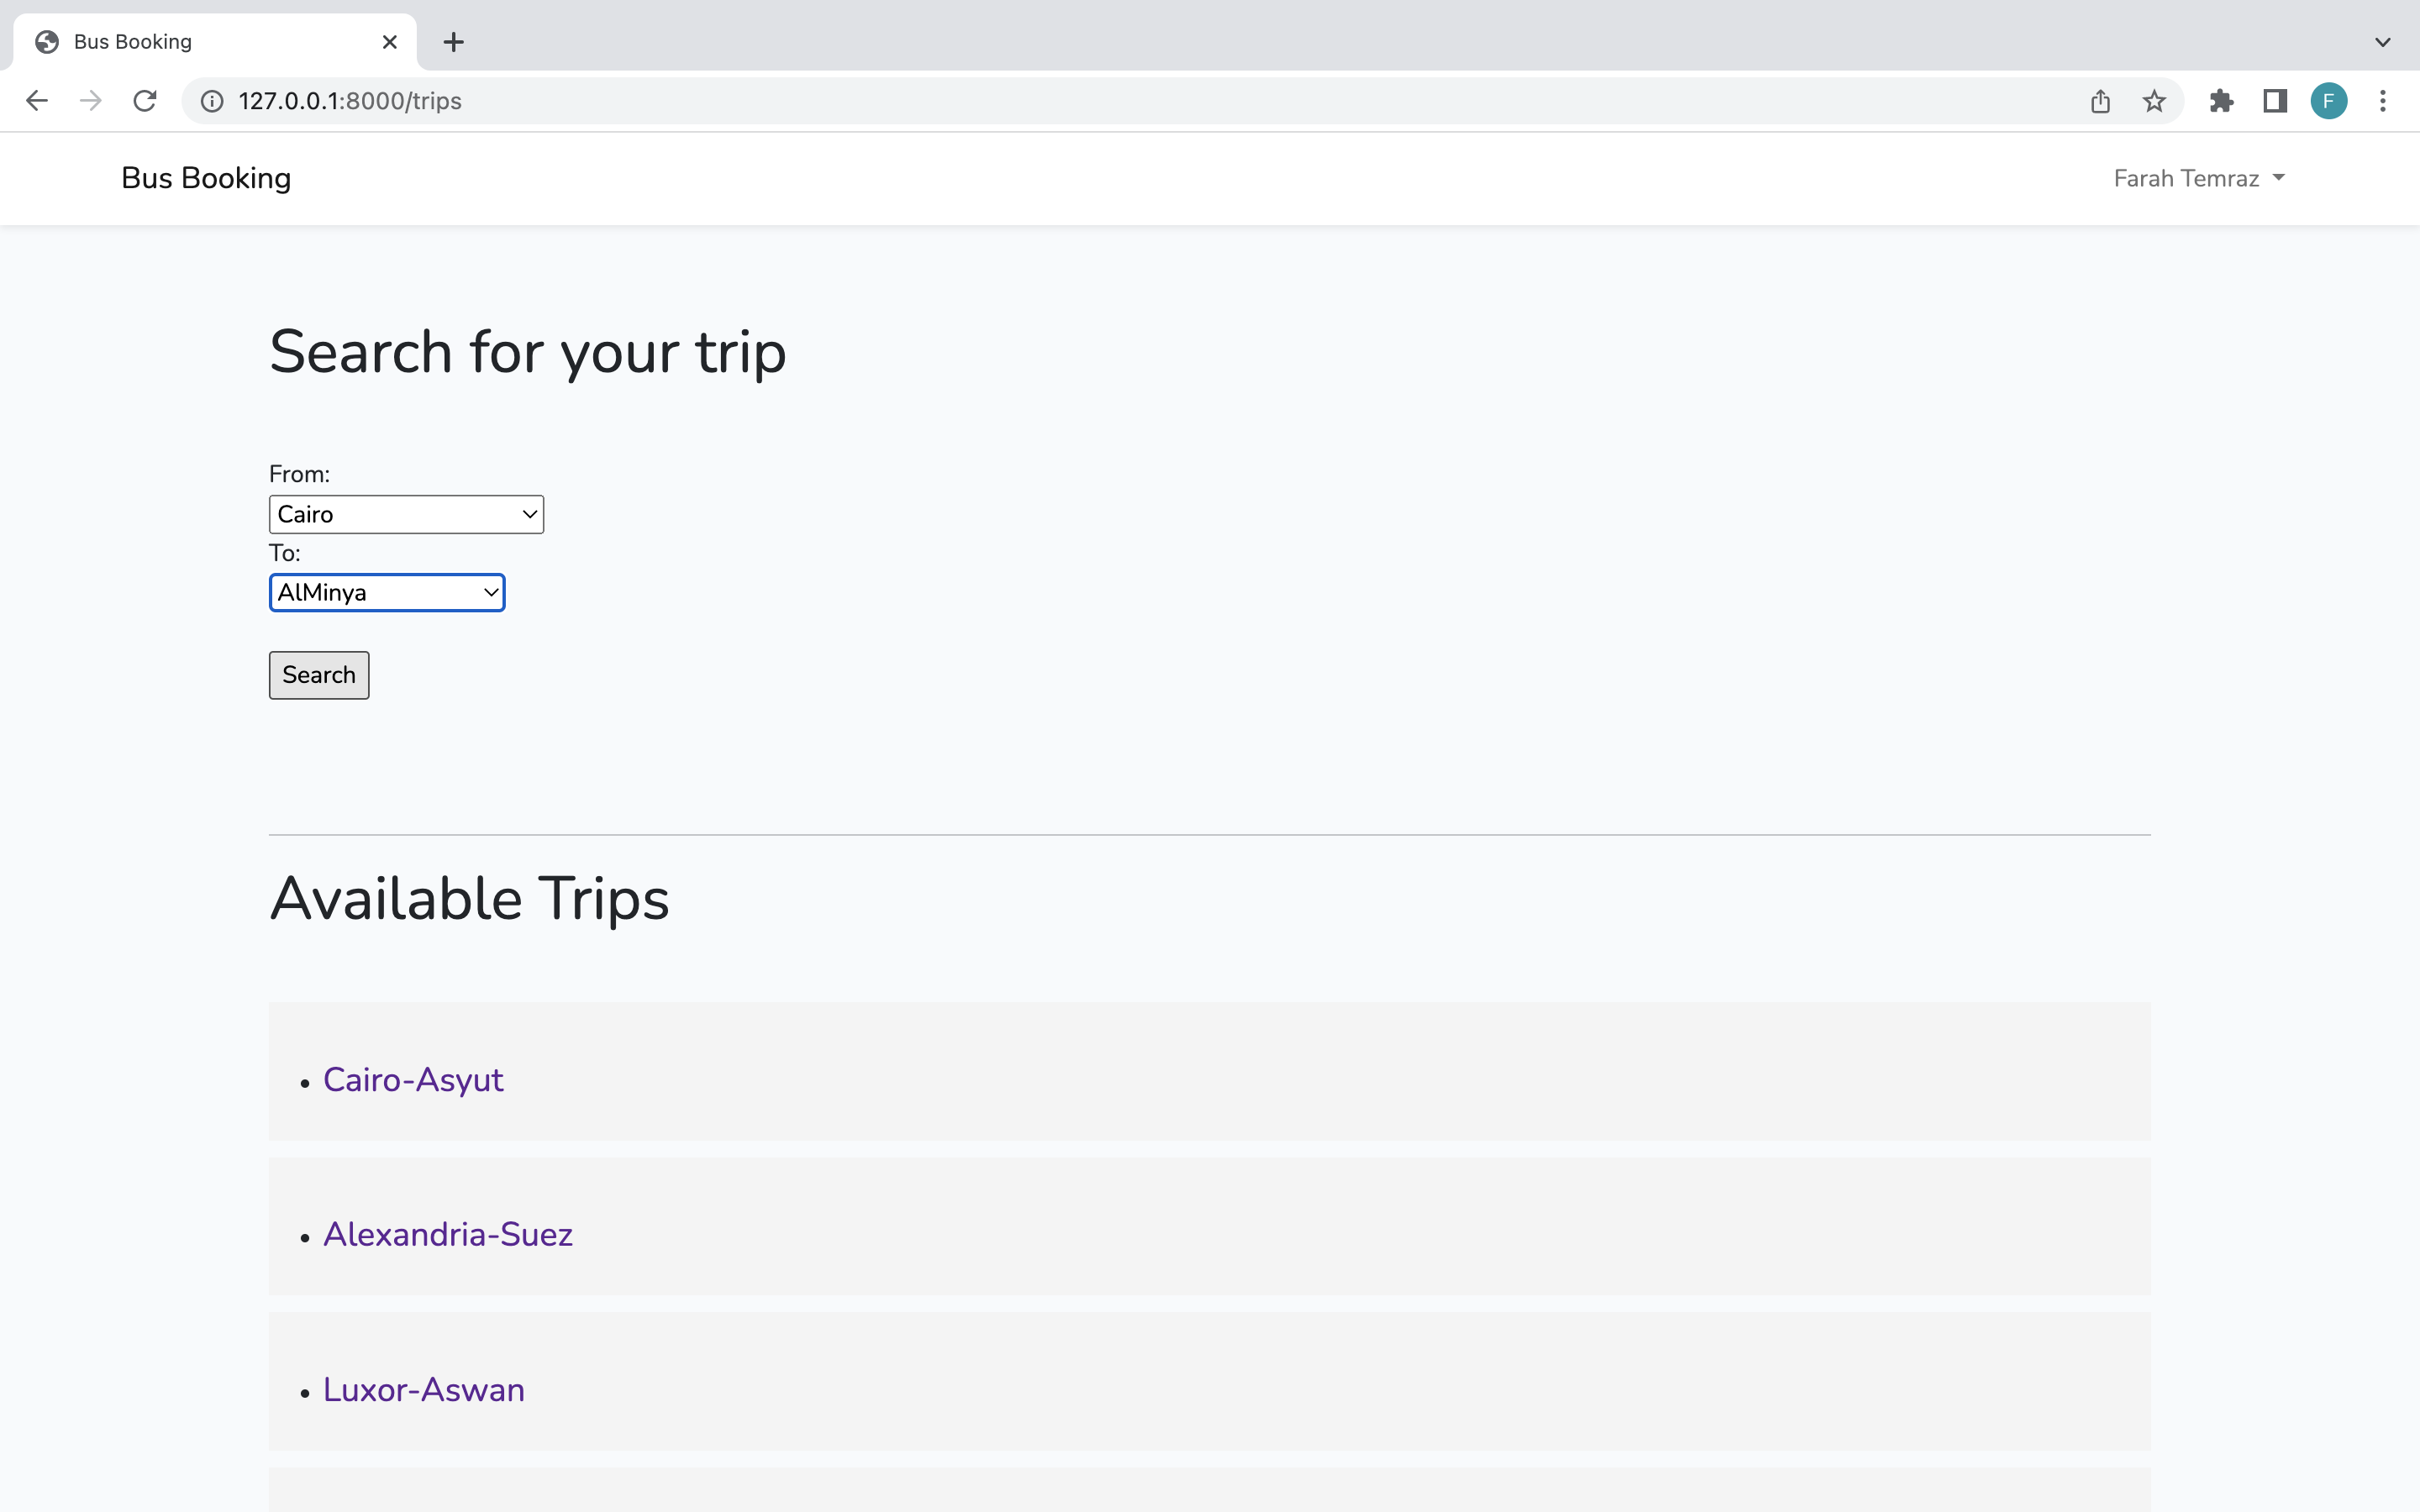 Bus Booking
127.0.0.1:8000/trips
F
Bus Booking
Farah Temraz
Search for your trip
From:
Cairo
To:
AlMinya
Search
Available Trips
• Cairo-Asyut
• Alexandria-Suez
• Luxor-Aswan